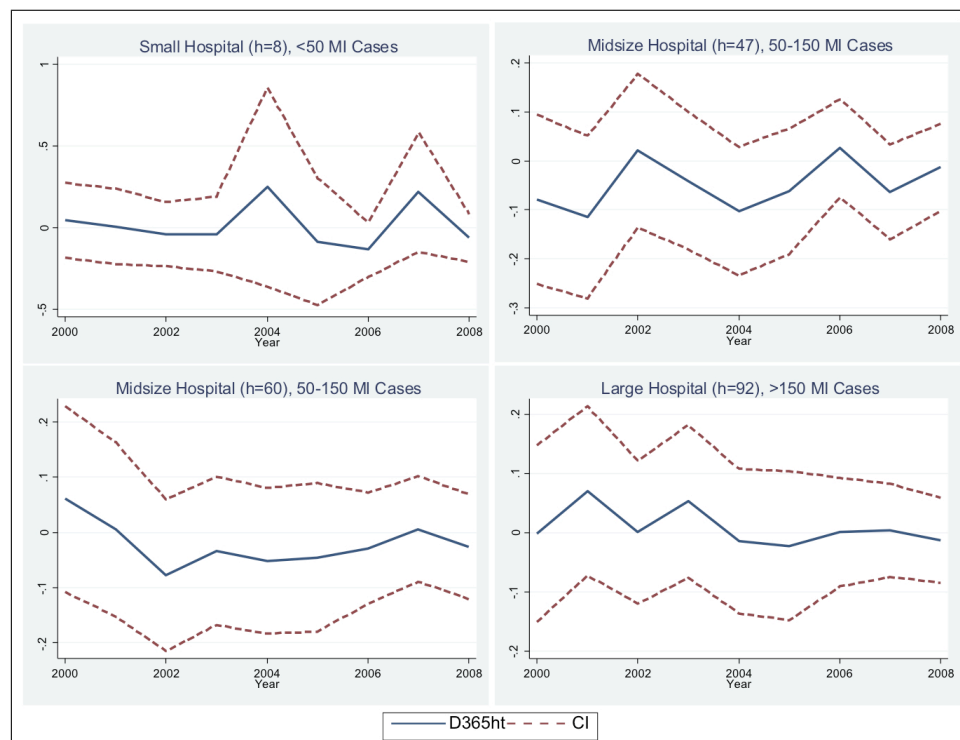 Small Hospital (h=8), <50 MI Cases
1
.5
0
-.5
2000 2002 2004 2006 2008
Year
Midsize Hospital (h=47), 50-150 MI Cases
.2
.1
0
-.1
-.2
-.3
2000 2002 2004 2006 2008
Year
Midsize Hospital (h=60), 50-150 MI Cases
.2
.1
0
-.1
-.2
2000 2002 2004 2006 2008
Year
Large Hospital (h=92), >150 MI Cases
.2
.1
0
-.1
-.2
2000 2002 2004 2006 2008
Year
D365ht CI